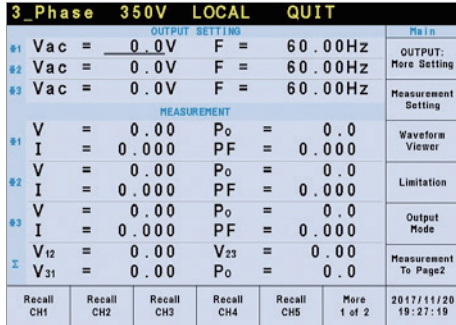 3_Phase 350V LOCAL QUIT
OUTPUT SETTING
Φ1 Vac = 0.0V F = 60.00Hz
Φ2 Vac = 0.0V F = 60.00Hz
Φ3 Vac = 0.0V F = 60.00Hz
MEASUREMENT
Φ1 V = 0.00 Po = 0.0
I = 0.000 PF = 0.000
Φ2 V = 0.00 Po = 0.0
I = 0.000 PF = 0.000
Φ3 V = 0.00 Po = 0.0
I = 0.000 PF = 0.000
Σ V12 = 0.00 V23 = 0.00
V31 = 0.00 Po = 0.0
Main
OUTPUT:
More Setting
Measurement
Setting
Waveform
Viewer
Limitation
Output
Mode
Measurement
To Page2
Recall CH1
Recall CH2
Recall CH3
Recall CH4
Recall CH5
More 1 of 2
2017/11/20
19:27:19